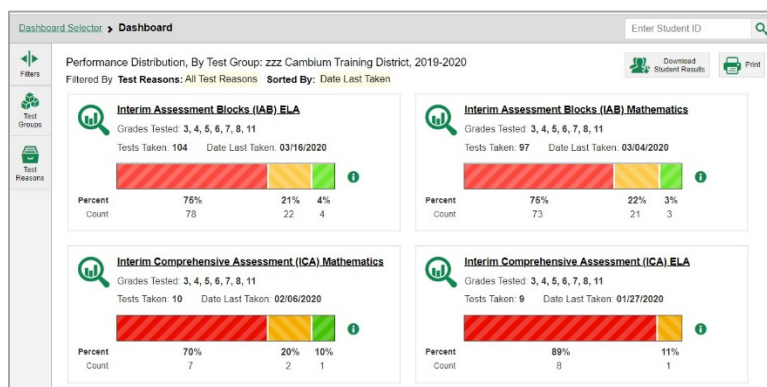 Dashboard Selector > Dashboard
Enter Student ID
Filters
Test Groups
Test Reasons
Performance Distribution, By Test Group: zzz Cambium Training District, 2019-2020
Filtered By Test Reasons: All Test Reasons Sorted By: Date Last Taken
Download Student Results
Print
Interim Assessment Blocks (IAB) ELA
Grades Tested: 3, 4, 5, 6, 7, 8, 11
Tests Taken: 104 Date Last Taken: 03/16/2020
Percent 75% 21% 4%
Count 78 22 4
Interim Assessment Blocks (IAB) Mathematics
Grades Tested: 3, 4, 5, 6, 7, 8, 11
Tests Taken: 97 Date Last Taken: 03/04/2020
Percent 75% 22% 3%
Count 73 21 3
Interim Comprehensive Assessment (ICA) Mathematics
Grades Tested: 3, 4, 5, 6, 7, 8, 11
Tests Taken: 10 Date Last Taken: 02/06/2020
Percent 70% 20% 10%
Count 7 2 1
Interim Comprehensive Assessment (ICA) ELA
Grades Tested: 3, 4, 5, 6, 7, 8, 11
Tests Taken: 9 Date Last Taken: 01/27/2020
Percent 89% 11%
Count 8 1